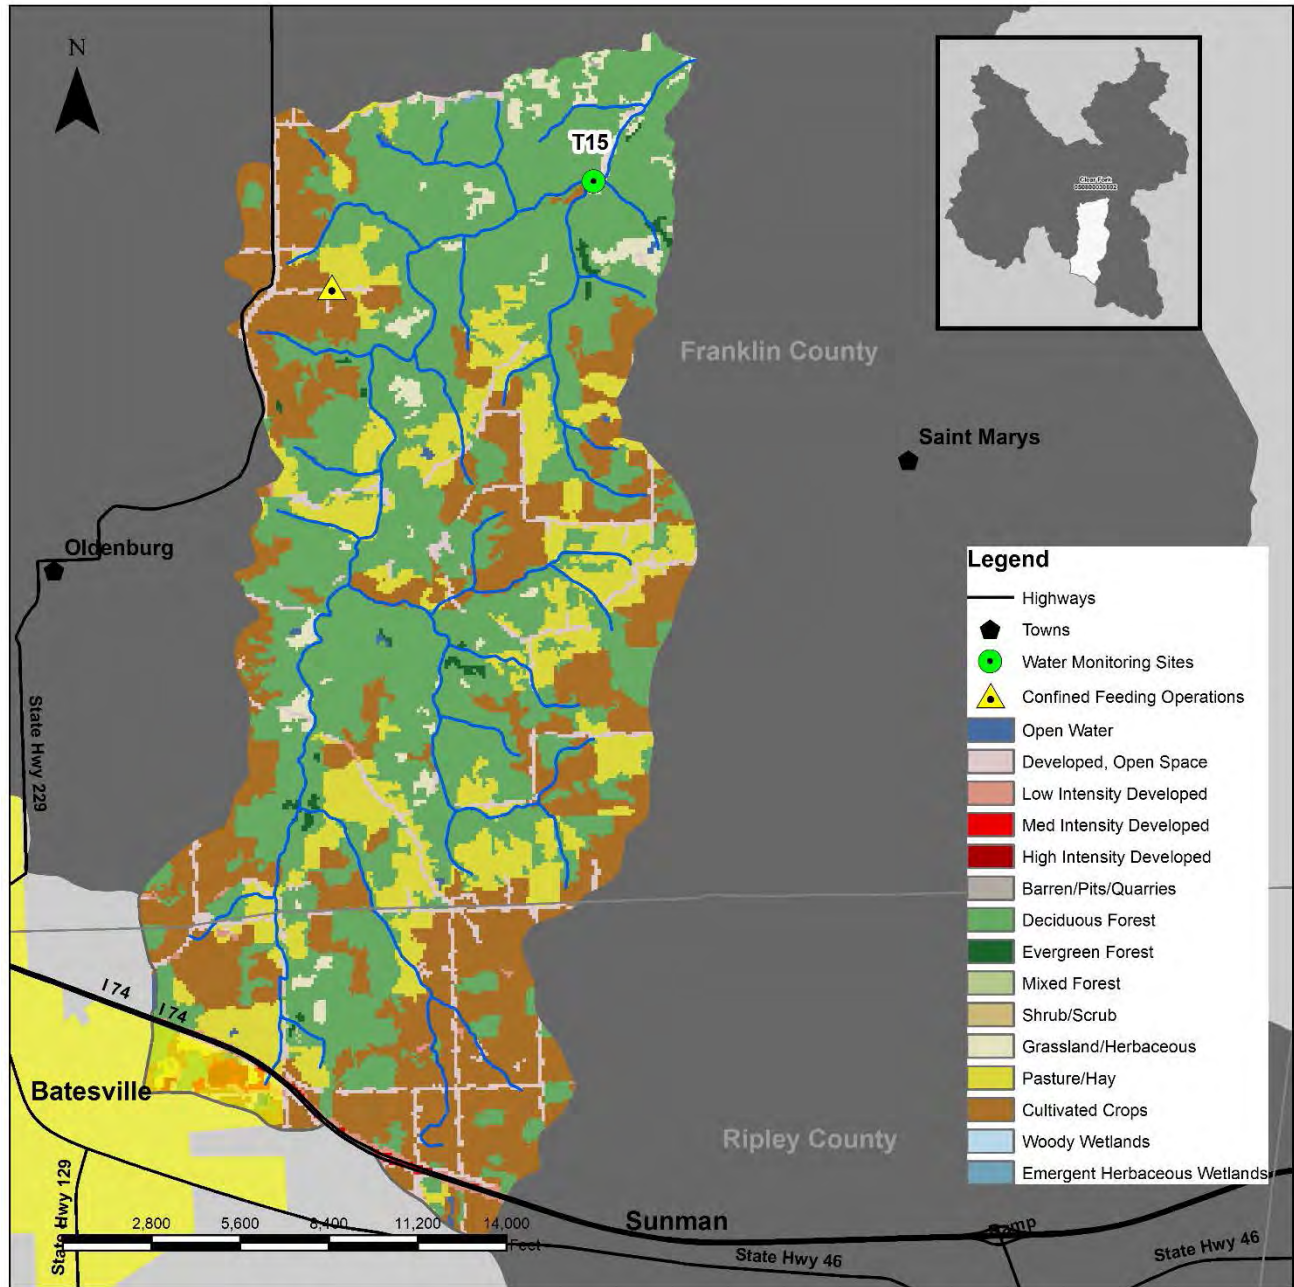 N
T15
Clear Fork
Franklin County
Saint Marys
Oldenburg
Legend
Highways
Towns
Water Monitoring Sites
Confined Feeding Operations
Open Water
Developed, Open Space
Low Intensity Developed
Med Intensity Developed
High Intensity Developed
Barren/Pits/Quarries
Deciduous Forest
Evergreen Forest
Mixed Forest
Shrub/Scrub
Grassland/Herbaceous
Pasture/Hay
Cultivated Crops
Woody Wetlands
Emergent Herbaceous Wetlands
State Hwy 229
I 74
I 74
Batesville
Ripley County
State Hwy 129
2,800 5,600 8,400 11,200 14,000
Feet
Sunman
Ramp
State Hwy 46
State Hwy 46